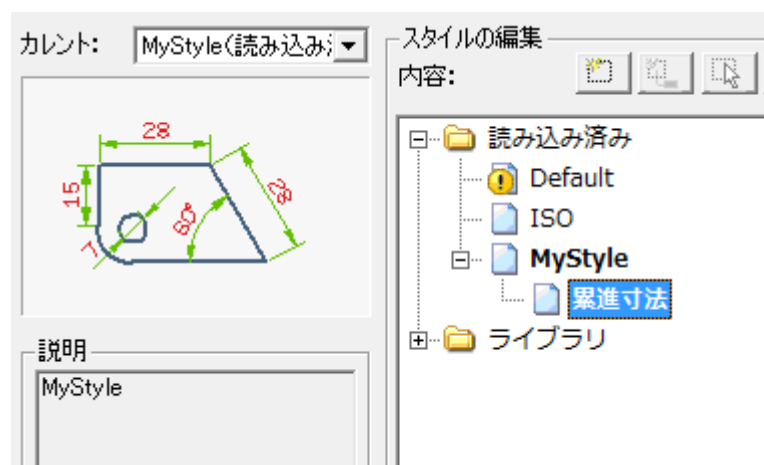 カレント:
MyStyle(読み込み済
28
15
28
80°
7
説明
MyStyle
スタイルの編集
内容:
読み込み済み
Default
ISO
MyStyle
累進寸法
ライブラリ